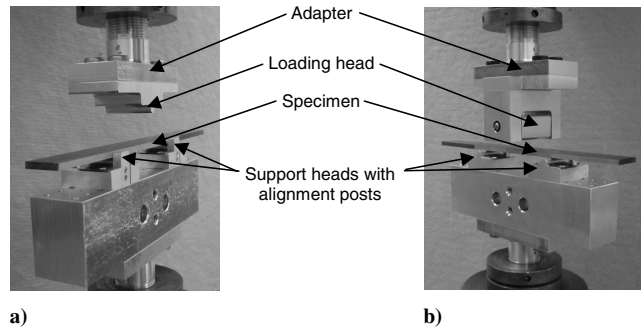 Adapter
Loading head
Specimen
Support heads with
alignment posts
a)
b)